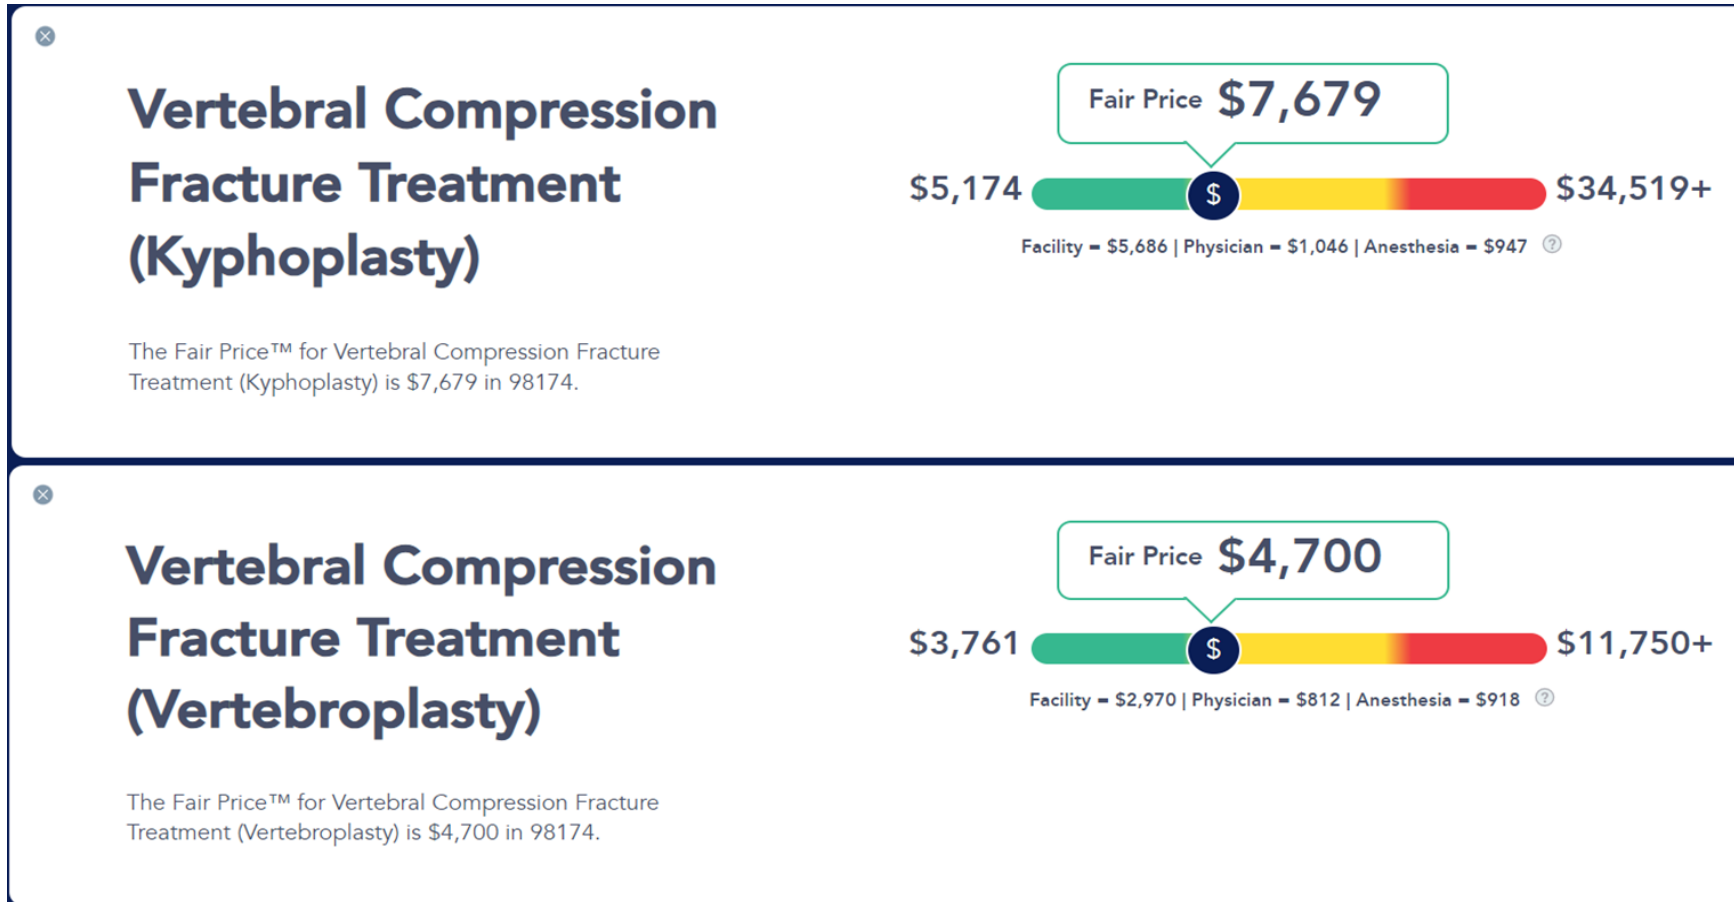 Vertebral Compression
Fracture Treatment
(Kyphoplasty)
The Fair Price™ for Vertebral Compression Fracture
Treatment (Kyphoplasty) is $7,679 in 98174.
Fair Price $7,679
$5,174 $ $34,519+
Facility = $5,686 | Physician = $1,046 | Anesthesia = $947 ?
Vertebral Compression
Fracture Treatment
(Vertebroplasty)
The Fair Price™ for Vertebral Compression Fracture
Treatment (Vertebroplasty) is $4,700 in 98174.
Fair Price $4,700
$3,761 $ $11,750+
Facility = $2,970 | Physician = $812 | Anesthesia = $918 ?